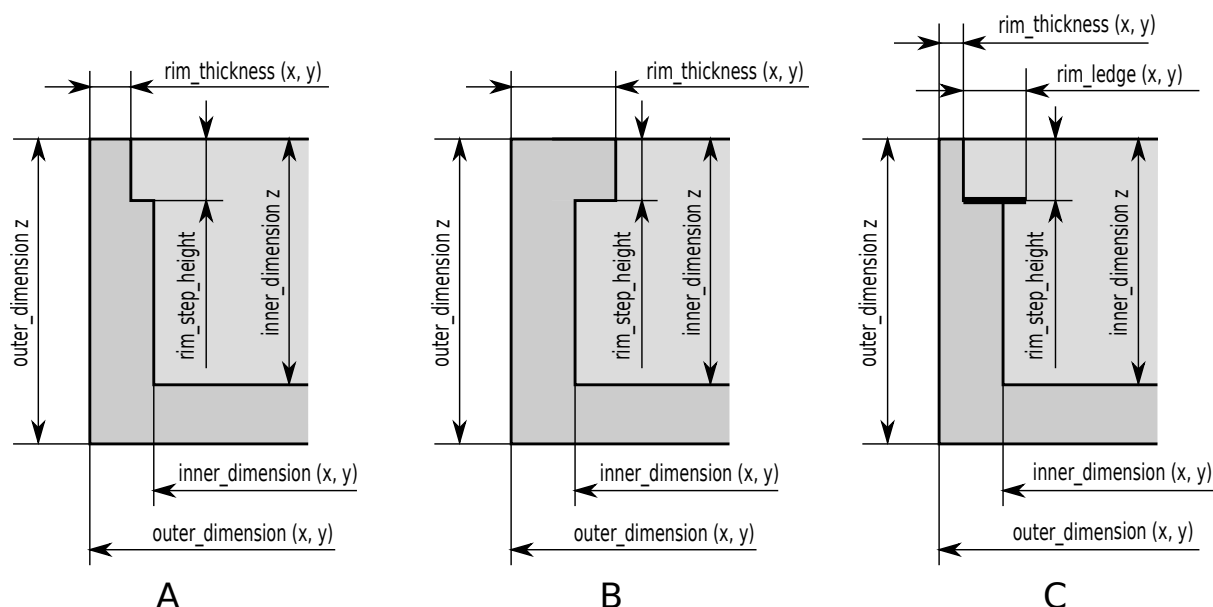 rim_thickness (x, y)
outer_dimension z
rim_step_height
inner_dimension z
inner_dimension (x, y)
outer_dimension (x, y)
A
rim_thickness (x, y)
outer_dimension z
rim_step_height
inner_dimension z
inner_dimension (x, y)
outer_dimension (x, y)
B
rim_thickness (x, y)
rim_ledge (x, y)
outer_dimension z
rim_step_height
inner_dimension z
inner_dimension (x, y)
outer_dimension (x, y)
C